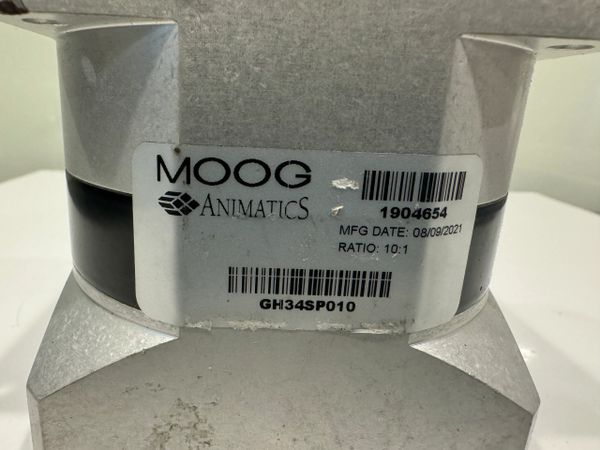 MOOG
ANIMATICS
1904654
MFG DATE: 08/09/2021
RATIO: 10:1
GH34SP010